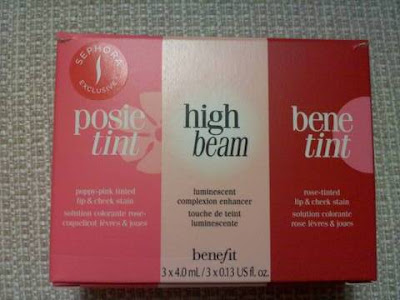 SEPHORA
EXCLUSIVE
posie
tint
poppy-pink tinted
lip & cheek stain
solution colorante rose-
coquelicot lèvres & joues
high
beam
luminescent
complexion enhancer
touche de teint
luminescente
benefit
3 x 4.0 mL / 3 x 0.13 US fl. oz.
bene
tint
rose-tinted
lip & cheek stain
solution colorante
rose lèvres & joues